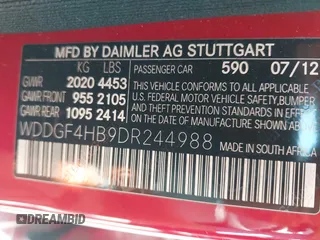 MFD BY DAIMLER AG STUTTGART
KG LBS PASSENGER CAR 590 07/12
GVWR 2020 4453
GAWR FRONT 955 2105
GAWR REAR 1095 2414
THIS VEHICLE CONFORMS TO ALL APPLICABLE
U.S. FEDERAL MOTOR VEHICLE SAFETY, BUMPER
AND THEFT PREVENTION STANDARDS IN EFFECT
ON THE DATE OF MANUFACTURE SHOWN ABOVE.
WDDGF4HB9DR244988 MADE IN SOUTH AFRICA
DREAMBID